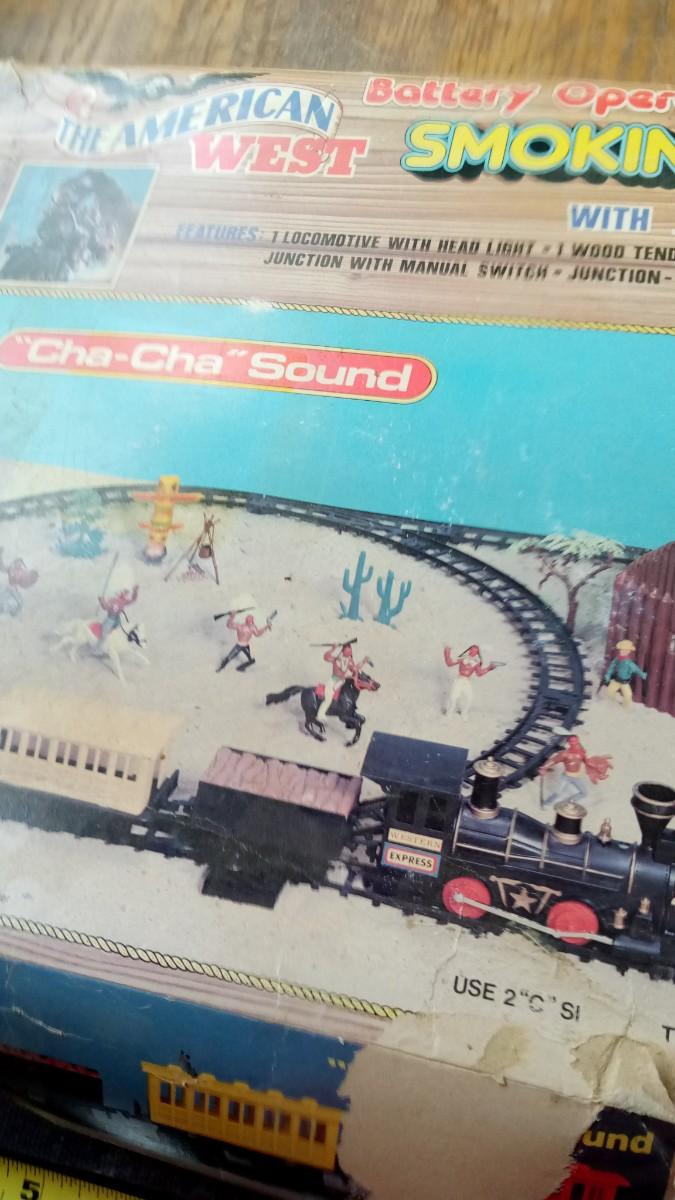 THE AMERICAN
WEST
Battery Oper
SMOKIN
WITH
FEATURES: 1 LOCOMOTIVE WITH HEAD LIGHT • 1 WOOD TEND
JUNCTION WITH MANUAL SWITCH • JUNCTION-
"Cha-Cha" Sound
WESTERN
EXPRESS
USE 2 "C" SI
T
"
und
5